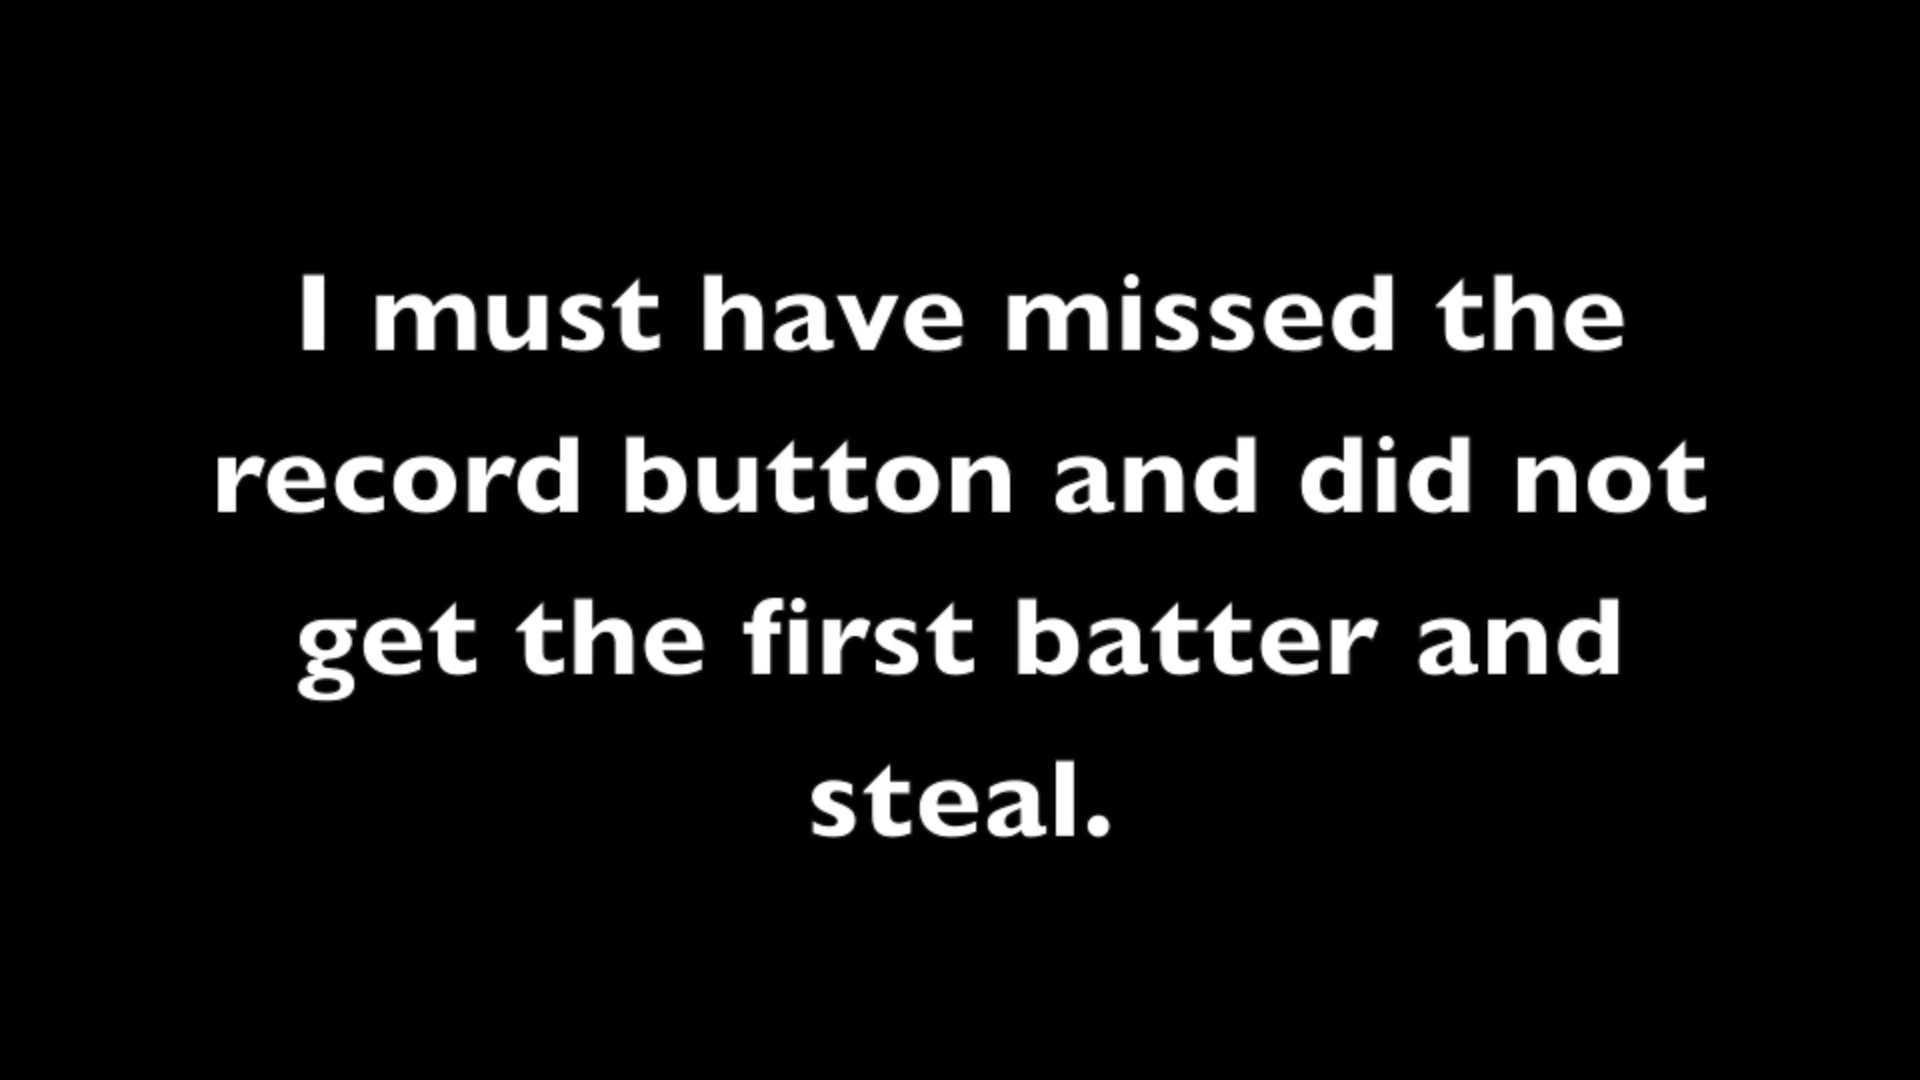 I must have missed the
record button and did not
get the first batter and
steal.